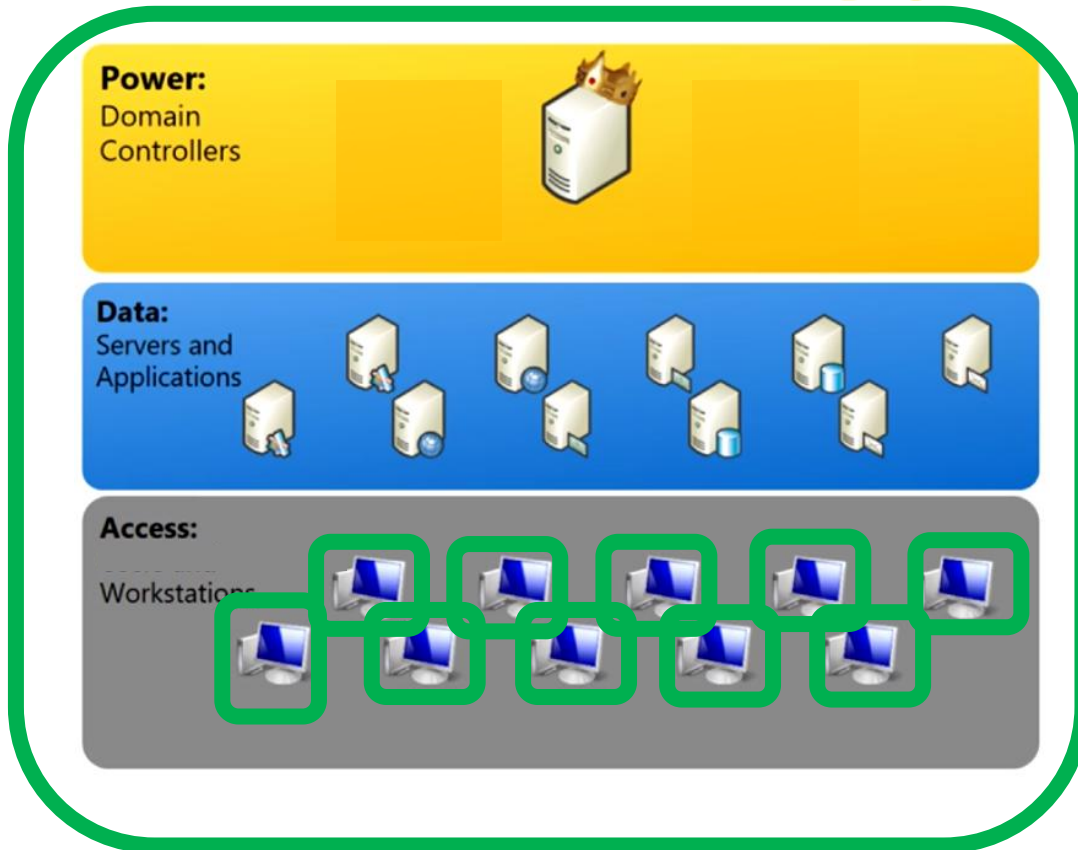 Power:
Domain
Controllers
Data:
Servers and
Applications
Access:
Workstations